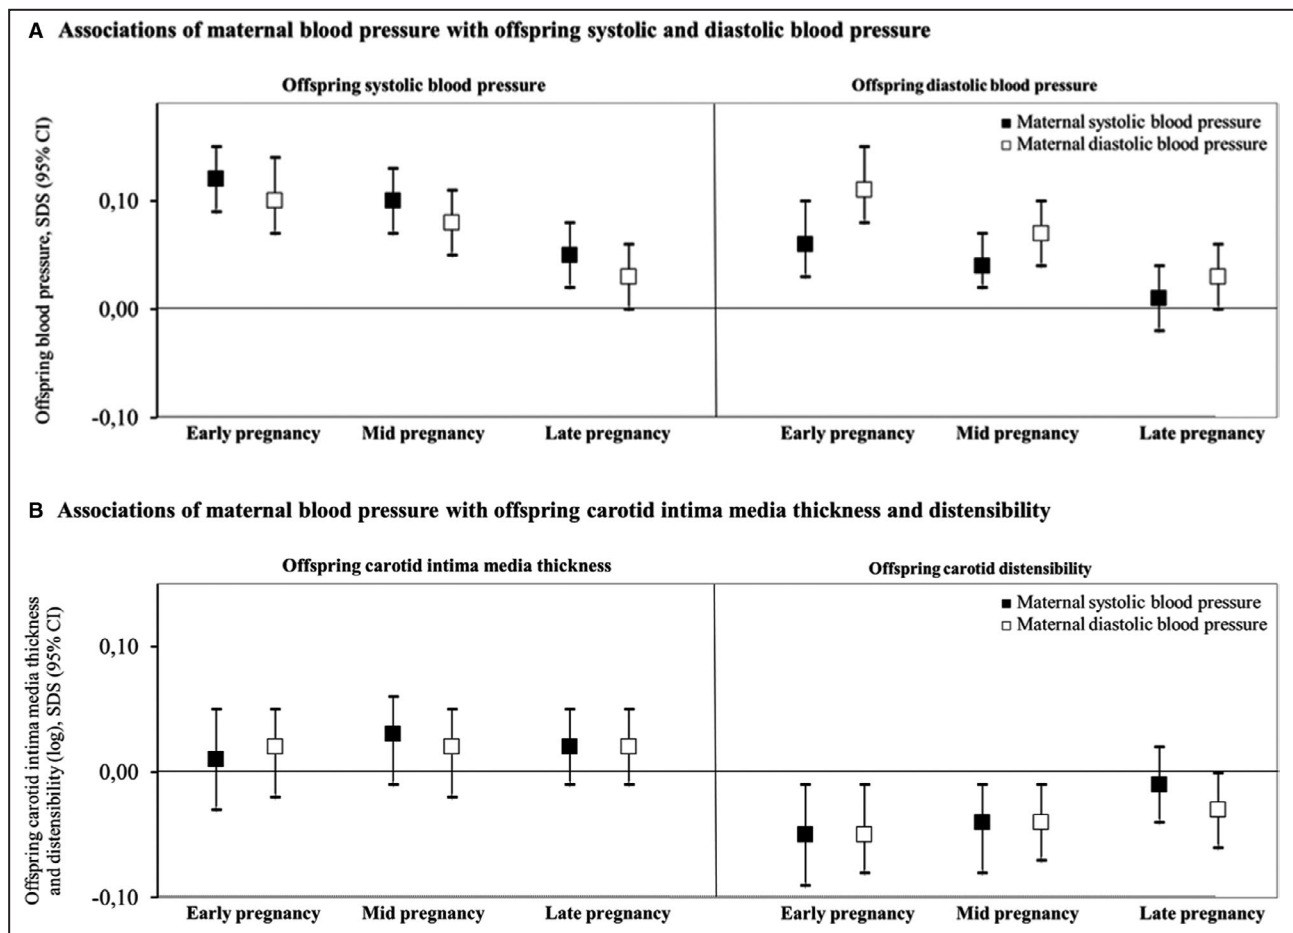 A Associations of maternal blood pressure with offspring systolic and diastolic blood pressure
Offspring systolic blood pressure
Offspring diastolic blood pressure
Maternal systolic blood pressure
Maternal diastolic blood pressure
Offspring blood pressure, SDS (95% CI)
0,10
0,00
-0,10
Early pregnancy Mid pregnancy Late pregnancy Early pregnancy Mid pregnancy Late pregnancy
B Associations of maternal blood pressure with offspring carotid intima media thickness and distensibility
Offspring carotid intima media thickness
Offspring carotid distensibility
Maternal systolic blood pressure
Maternal diastolic blood pressure
Offspring carotid intima media thickness
and distensibility (log), SDS (95% CI)
0,10
0,00
-0,10
Early pregnancy Mid pregnancy Late pregnancy Early pregnancy Mid pregnancy Late pregnancy